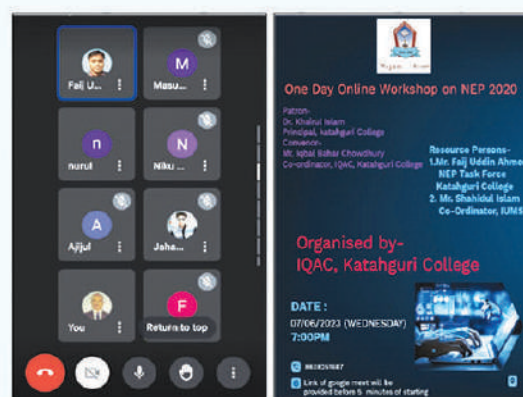 Faij U...
M
Masu...
n
nurul
N
Niku ...
A
Ajijul
Jaha...
You
F
Return to top
One Day Online Workshop on NEP 2020
Patron-
Dr. Khairul Islam
Principal, katahguri College
Convenor-
Mr. Iqbal Bahar Chowdhury
Co-ordinator, IQAC, Katahguri College
Resource Persons-
1.Mr. Faij Uddin Ahme
NEP Task Force
Katahguri College
2. Mr. Shahidul Islam
Co-Ordinator, IUMS
Organised by-
IQAC, Katahguri College
DATE :
07/06/2023 (WEDNESDAY)
7:00PM
Link of google meet will be
provided before 5 minutes of starting